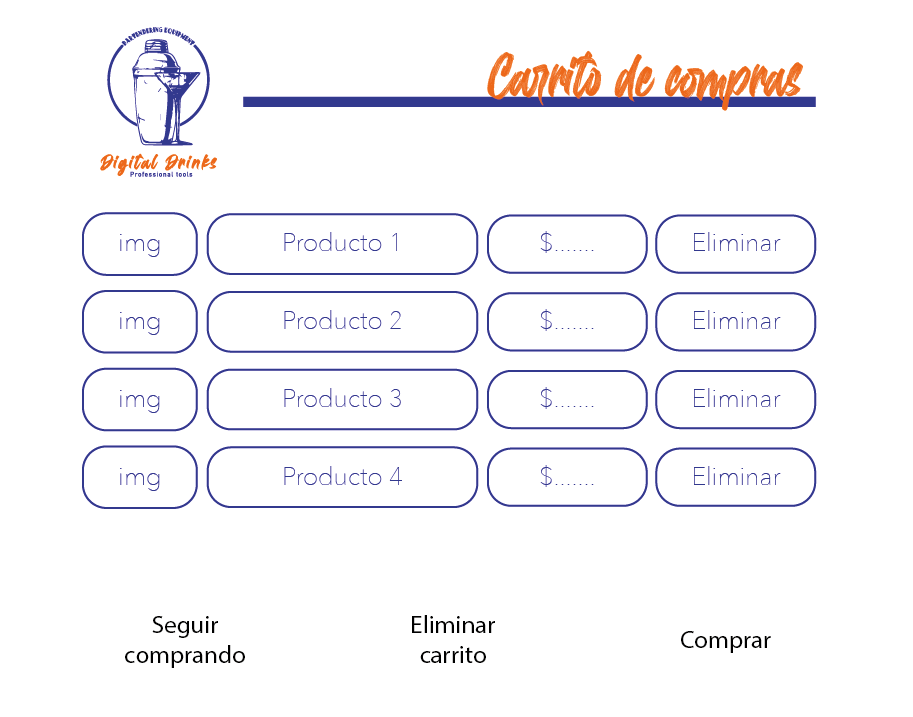 BARTENDERING EQUIPMENT
Carrito de compras
Digital Drinks
Professional tools
img Producto 1 $....... Eliminar
img Producto 2 $....... Eliminar
img Producto 3 $....... Eliminar
img Producto 4 $....... Eliminar
Seguir
comprando
Eliminar
carrito
Comprar